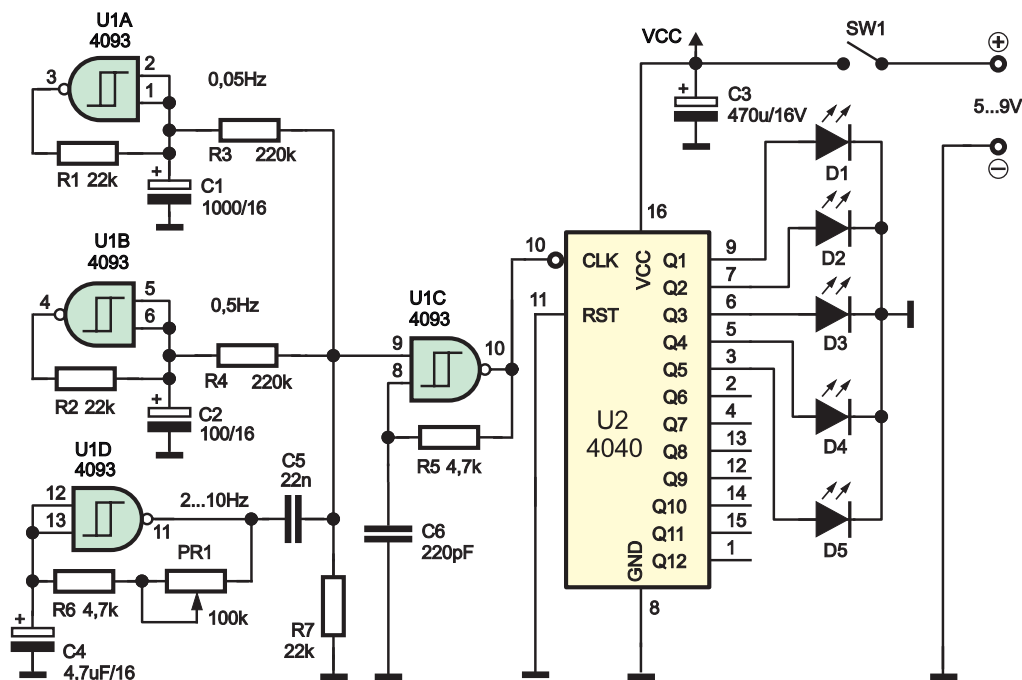 U1A
4093
3
2
1
0,05Hz
R1 22k
R3 220k
+
C1
1000/16
U1B
4093
4
5
6
0,5Hz
R2 22k
R4 220k
+
C2
100/16
U1D
4093
12
13
11
2...10Hz
C5
22n
PR1
R6 4,7k
100k
+
C4
4,7uF/16
R7
22k
U1C
4093
9
8
10
R5 4,7k
C6
220pF
VCC
SW1
+
C3
470u/16V
+
5...9V
−
16
10
11
CLK
RST
VCC
GND
U2
4040
8
Q1 9
Q2 7
Q3 6
Q4 5
Q5 3
Q6 2
Q7 4
Q8 13
Q9 12
Q10 14
Q11 15
Q12 1
D1
D2
D3
D4
D5